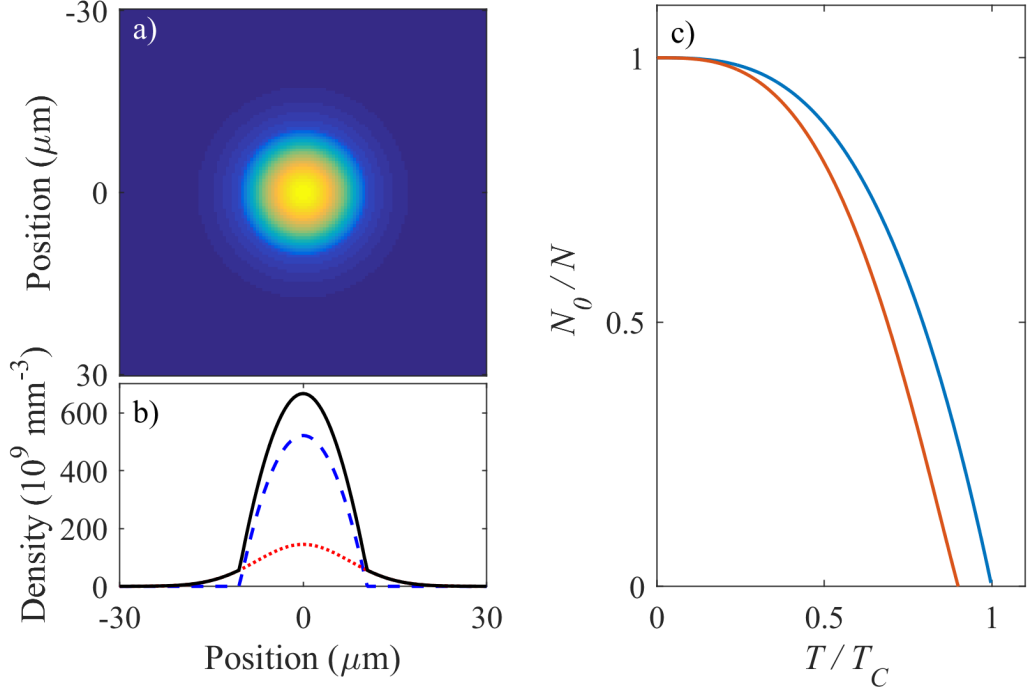 a)
-30
0
30
Position (μm)
b)
600
400
200
0
Density (10⁹ mm⁻³)
-30
0
30
Position (μm)
c)
1
0.5
0
N₀ / N
0
0.5
1
T / T_C